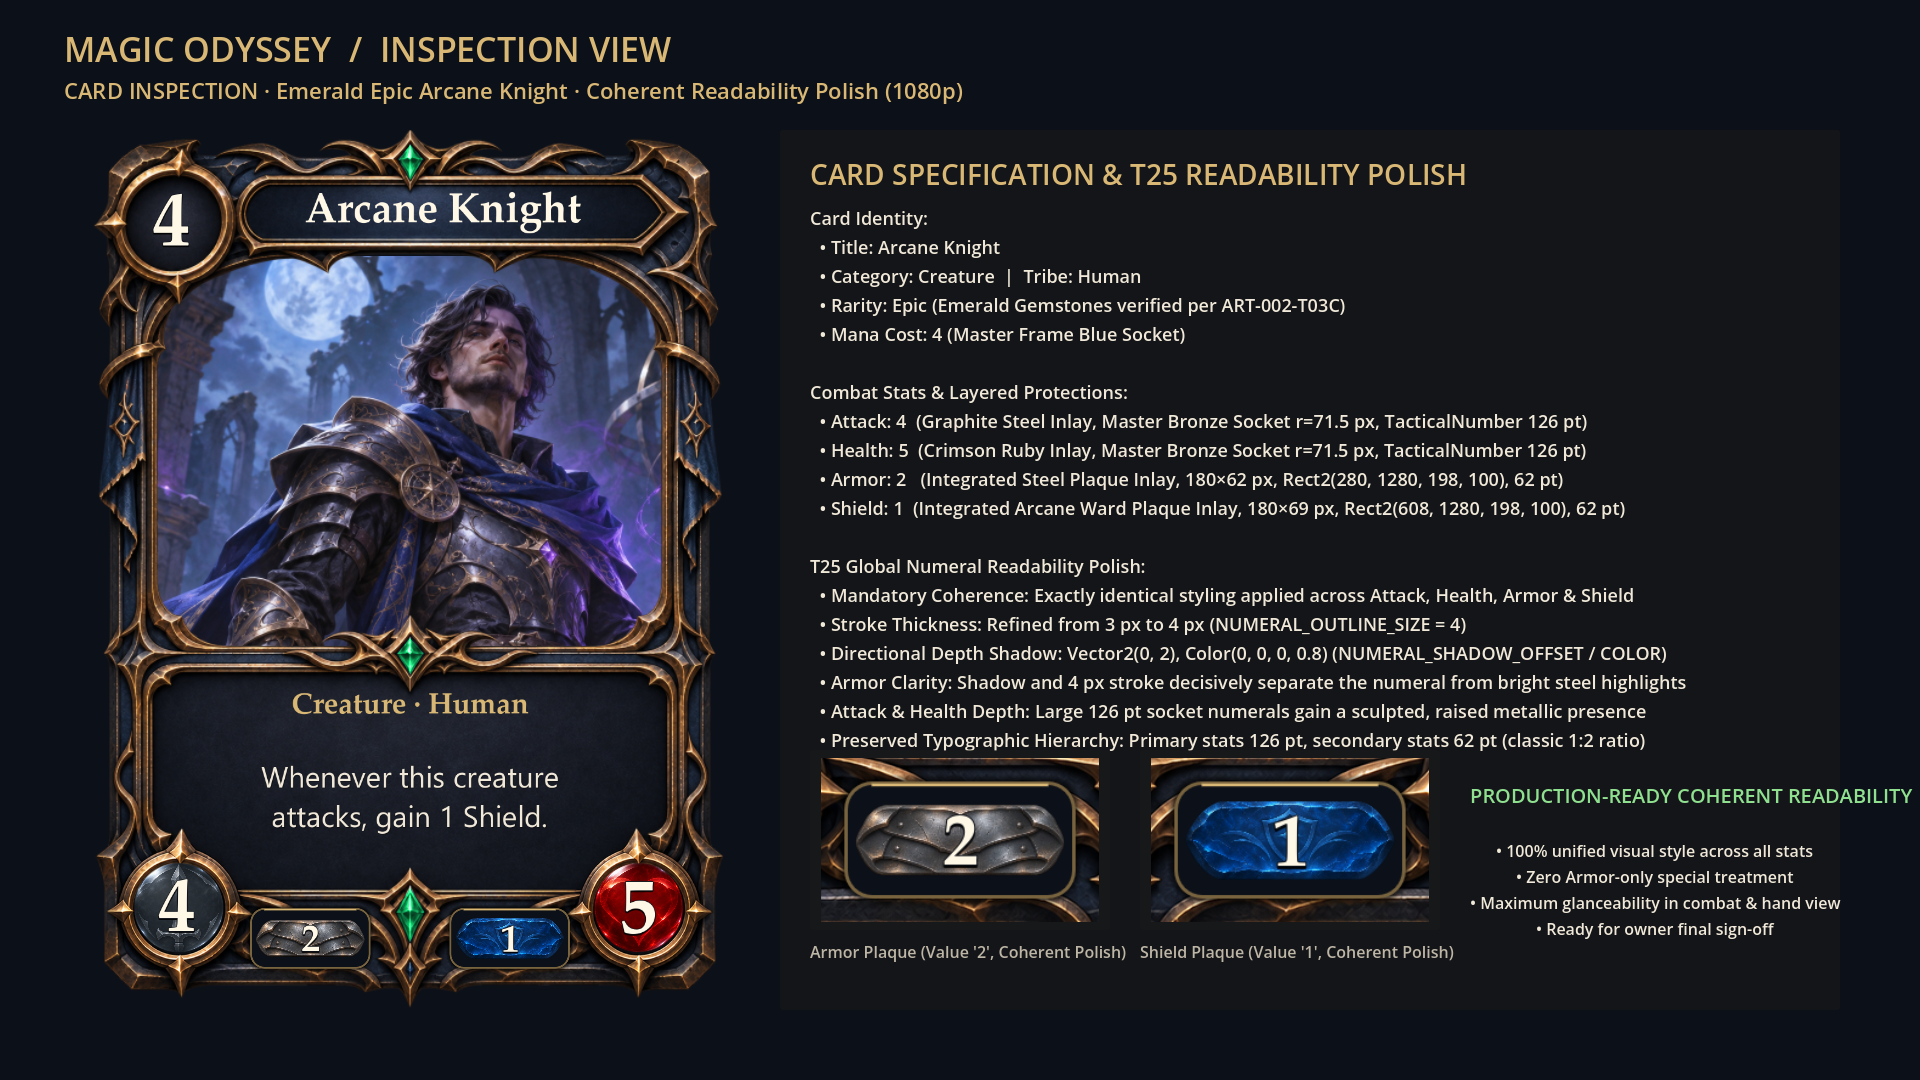 MAGIC ODYSSEY / INSPECTION VIEW
CARD INSPECTION · Emerald Epic Arcane Knight · Coherent Readability Polish (1080p)
4
Arcane Knight
Creature · Human
Whenever this creature
attacks, gain 1 Shield.
4
2
1
5
CARD SPECIFICATION & T25 READABILITY POLISH
Card Identity:
• Title: Arcane Knight
• Category: Creature | Tribe: Human
• Rarity: Epic (Emerald Gemstones verified per ART-002-T03C)
• Mana Cost: 4 (Master Frame Blue Socket)
Combat Stats & Layered Protections:
• Attack: 4 (Graphite Steel Inlay, Master Bronze Socket r=71.5 px, TacticalNumber 126 pt)
• Health: 5 (Crimson Ruby Inlay, Master Bronze Socket r=71.5 px, TacticalNumber 126 pt)
• Armor: 2 (Integrated Steel Plaque Inlay, 180×62 px, Rect2(280, 1280, 198, 100), 62 pt)
• Shield: 1 (Integrated Arcane Ward Plaque Inlay, 180×69 px, Rect2(608, 1280, 198, 100), 62 pt)
T25 Global Numeral Readability Polish:
• Mandatory Coherence: Exactly identical styling applied across Attack, Health, Armor & Shield
• Stroke Thickness: Refined from 3 px to 4 px (NUMERAL_OUTLINE_SIZE = 4)
• Directional Depth Shadow: Vector2(0, 2), Color(0, 0, 0, 0.8) (NUMERAL_SHADOW_OFFSET / COLOR)
• Armor Clarity: Shadow and 4 px stroke decisively separate the numeral from bright steel highlights
• Attack & Health Depth: Large 126 pt socket numerals gain a sculpted, raised metallic presence
• Preserved Typographic Hierarchy: Primary stats 126 pt, secondary stats 62 pt (classic 1:2 ratio)
2
1
Armor Plaque (Value '2', Coherent Polish)
Shield Plaque (Value '1', Coherent Polish)
PRODUCTION-READY COHERENT READABILITY
• 100% unified visual style across all stats
• Zero Armor-only special treatment
• Maximum glanceability in combat & hand view
• Ready for owner final sign-off